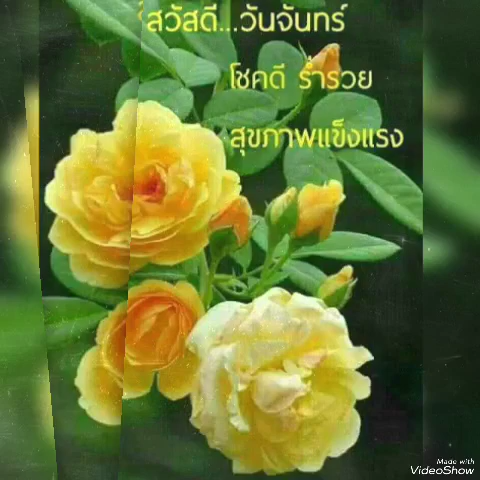 สวัสดี...วันจันทร์
โชคดี ร่ำรวย
สุขภาพแข็งแรง
Made with
VideoShow